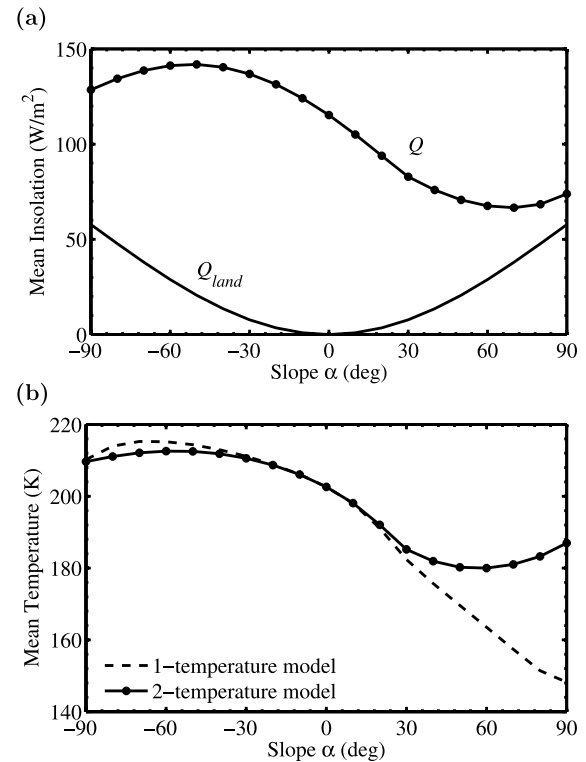 (a)
Mean Insolation (W/m²)
150
100
50
0
Q
Q_land
−90 −60 −30 0 30 60 90
Slope α (deg)
(b)
Mean Temperature (K)
220
200
180
160
140
1−temperature model
2−temperature model
−90 −60 −30 0 30 60 90
Slope α (deg)